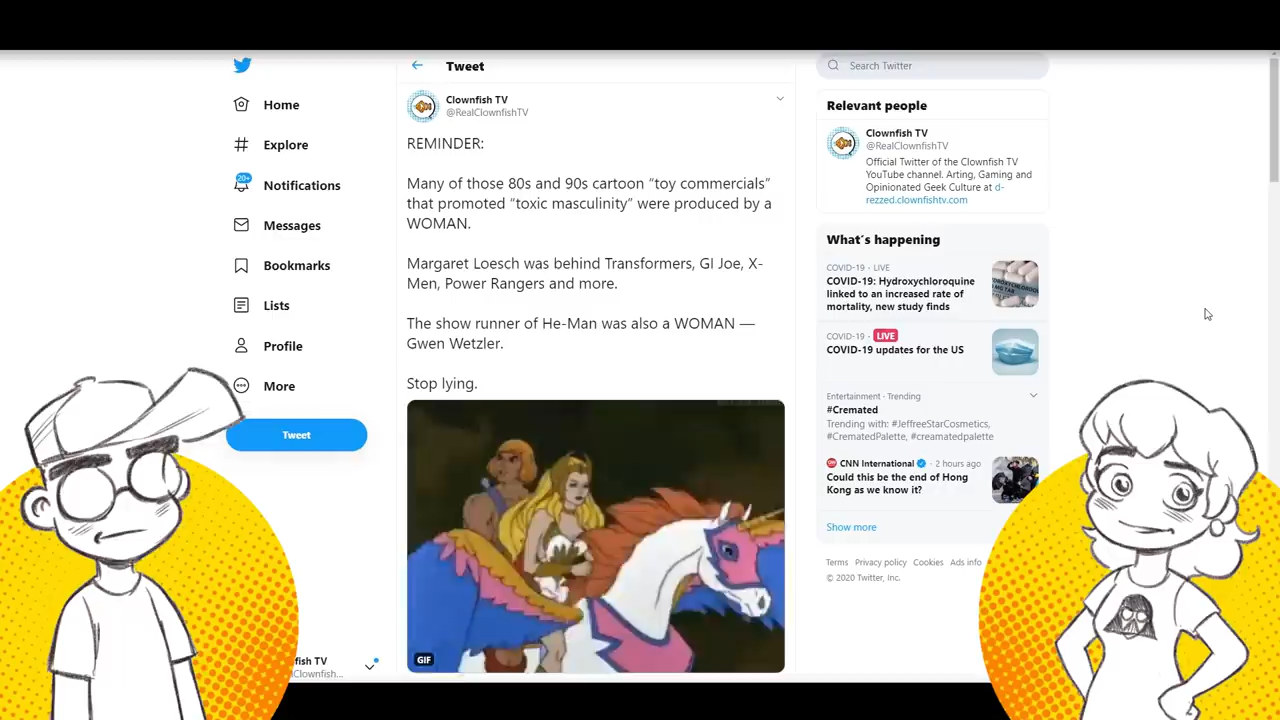 Home
Explore
20+
Notifications
Messages
Bookmarks
Lists
Profile
More
Tweet
fish TV
Clownfish...
Tweet
Clownfish TV
@RealClownfishTV
REMINDER:
Many of those 80s and 90s cartoon “toy commercials”
that promoted “toxic masculinity” were produced by a
WOMAN.
Margaret Loesch was behind Transformers, GI Joe, X-
Men, Power Rangers and more.
The show runner of He-Man was also a WOMAN —
Gwen Wetzler.
Stop lying.
GIF
Search Twitter
Relevant people
Clownfish TV
@RealClownfishTV
Official Twitter of the Clownfish TV
YouTube channel. Arting, Gaming and
Opinionated Geek Culture at d-
rezzed.clownfishtv.com
What's happening
COVID-19 · LIVE
COVID-19: Hydroxychloroquine
linked to an increased rate of
mortality, new study finds
COVID-19 · LIVE
COVID-19 updates for the US
Entertainment · Trending
#Cremated
Trending with: #JeffreeStarCosmetics,
#CrematedPalette, #creamatedpalette
CNN International · 2 hours ago
Could this be the end of Hong
Kong as we know it?
Show more
Terms Privacy policy Cookies Ads info
© 2020 Twitter, Inc.